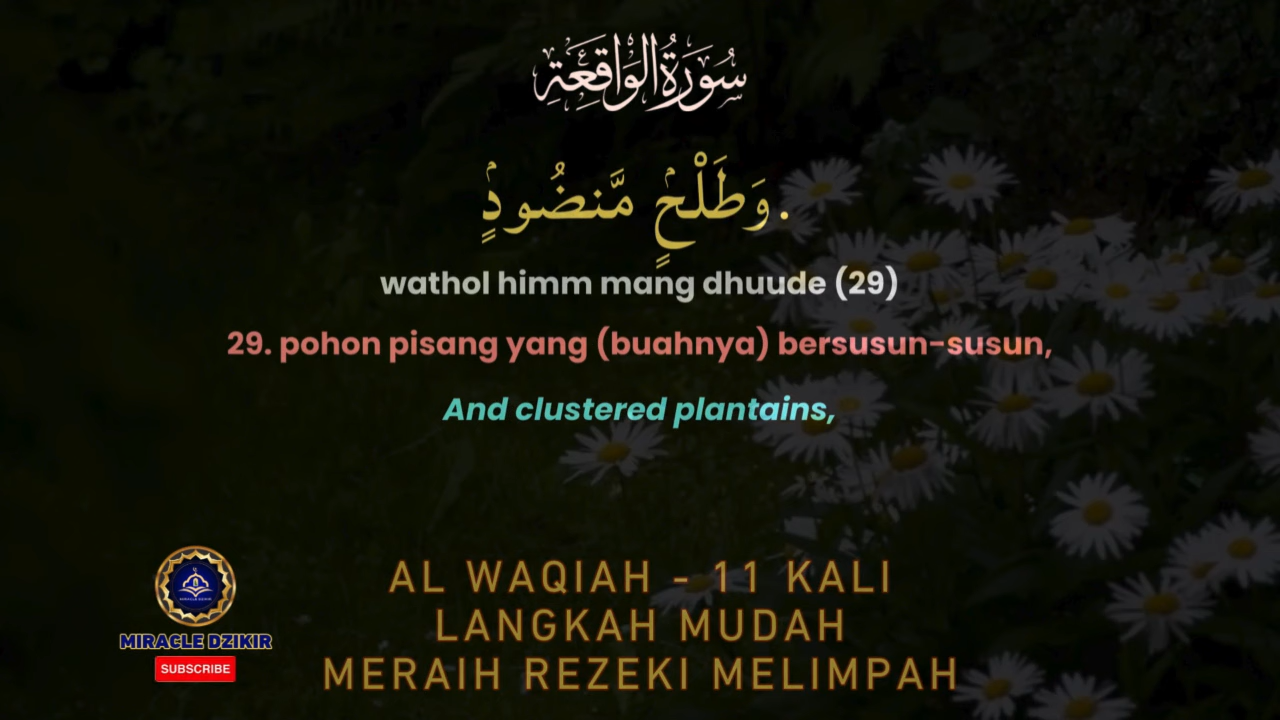 سُورَةُ الْوَاقِعَةِ
.وَطَلْحٍ مَّنضُودٍ
wathol himm mang dhuude (29)
29. pohon pisang yang (buahnya) bersusun-susun,
And clustered plantains,
AL WAQIAH - 11 KALI
LANGKAH MUDAH
MERAIH REZEKI MELIMPAH
MIRACLE DZIKIR
SUBSCRIBE